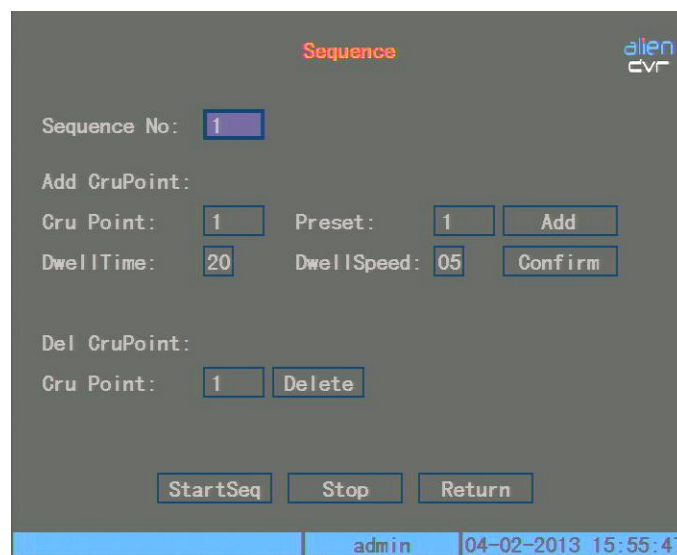 Sequence
alien
dvr
Sequence No: 1
Add CruPoint:
Cru Point: 1 Preset: 1 Add
DwellTime: 20 DwellSpeed: 05 Confirm
Del CruPoint:
Cru Point: 1 Delete
StartSeq Stop Return
admin 04-02-2013 15:55:4